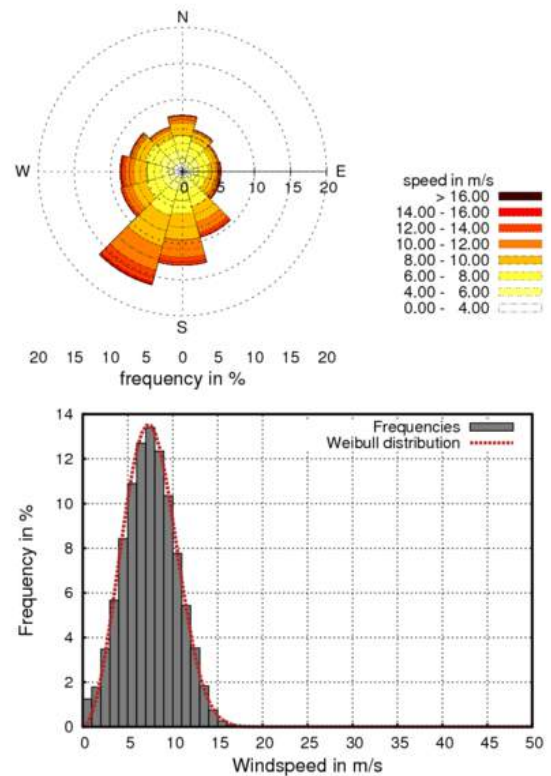 N
W E
0 5 10 15 20
S
speed in m/s
> 16.00
14.00 - 16.00
12.00 - 14.00
10.00 - 12.00
8.00 - 10.00
6.00 - 8.00
4.00 - 6.00
0.00 - 4.00
20 15 10 5 0 5 10 15 20
frequency in %
14
12
10
8
6
4
2
0
Frequency in %
Frequencies
Weibull distribution
0 5 10 15 20 25 30 35 40 45 50
Windspeed in m/s